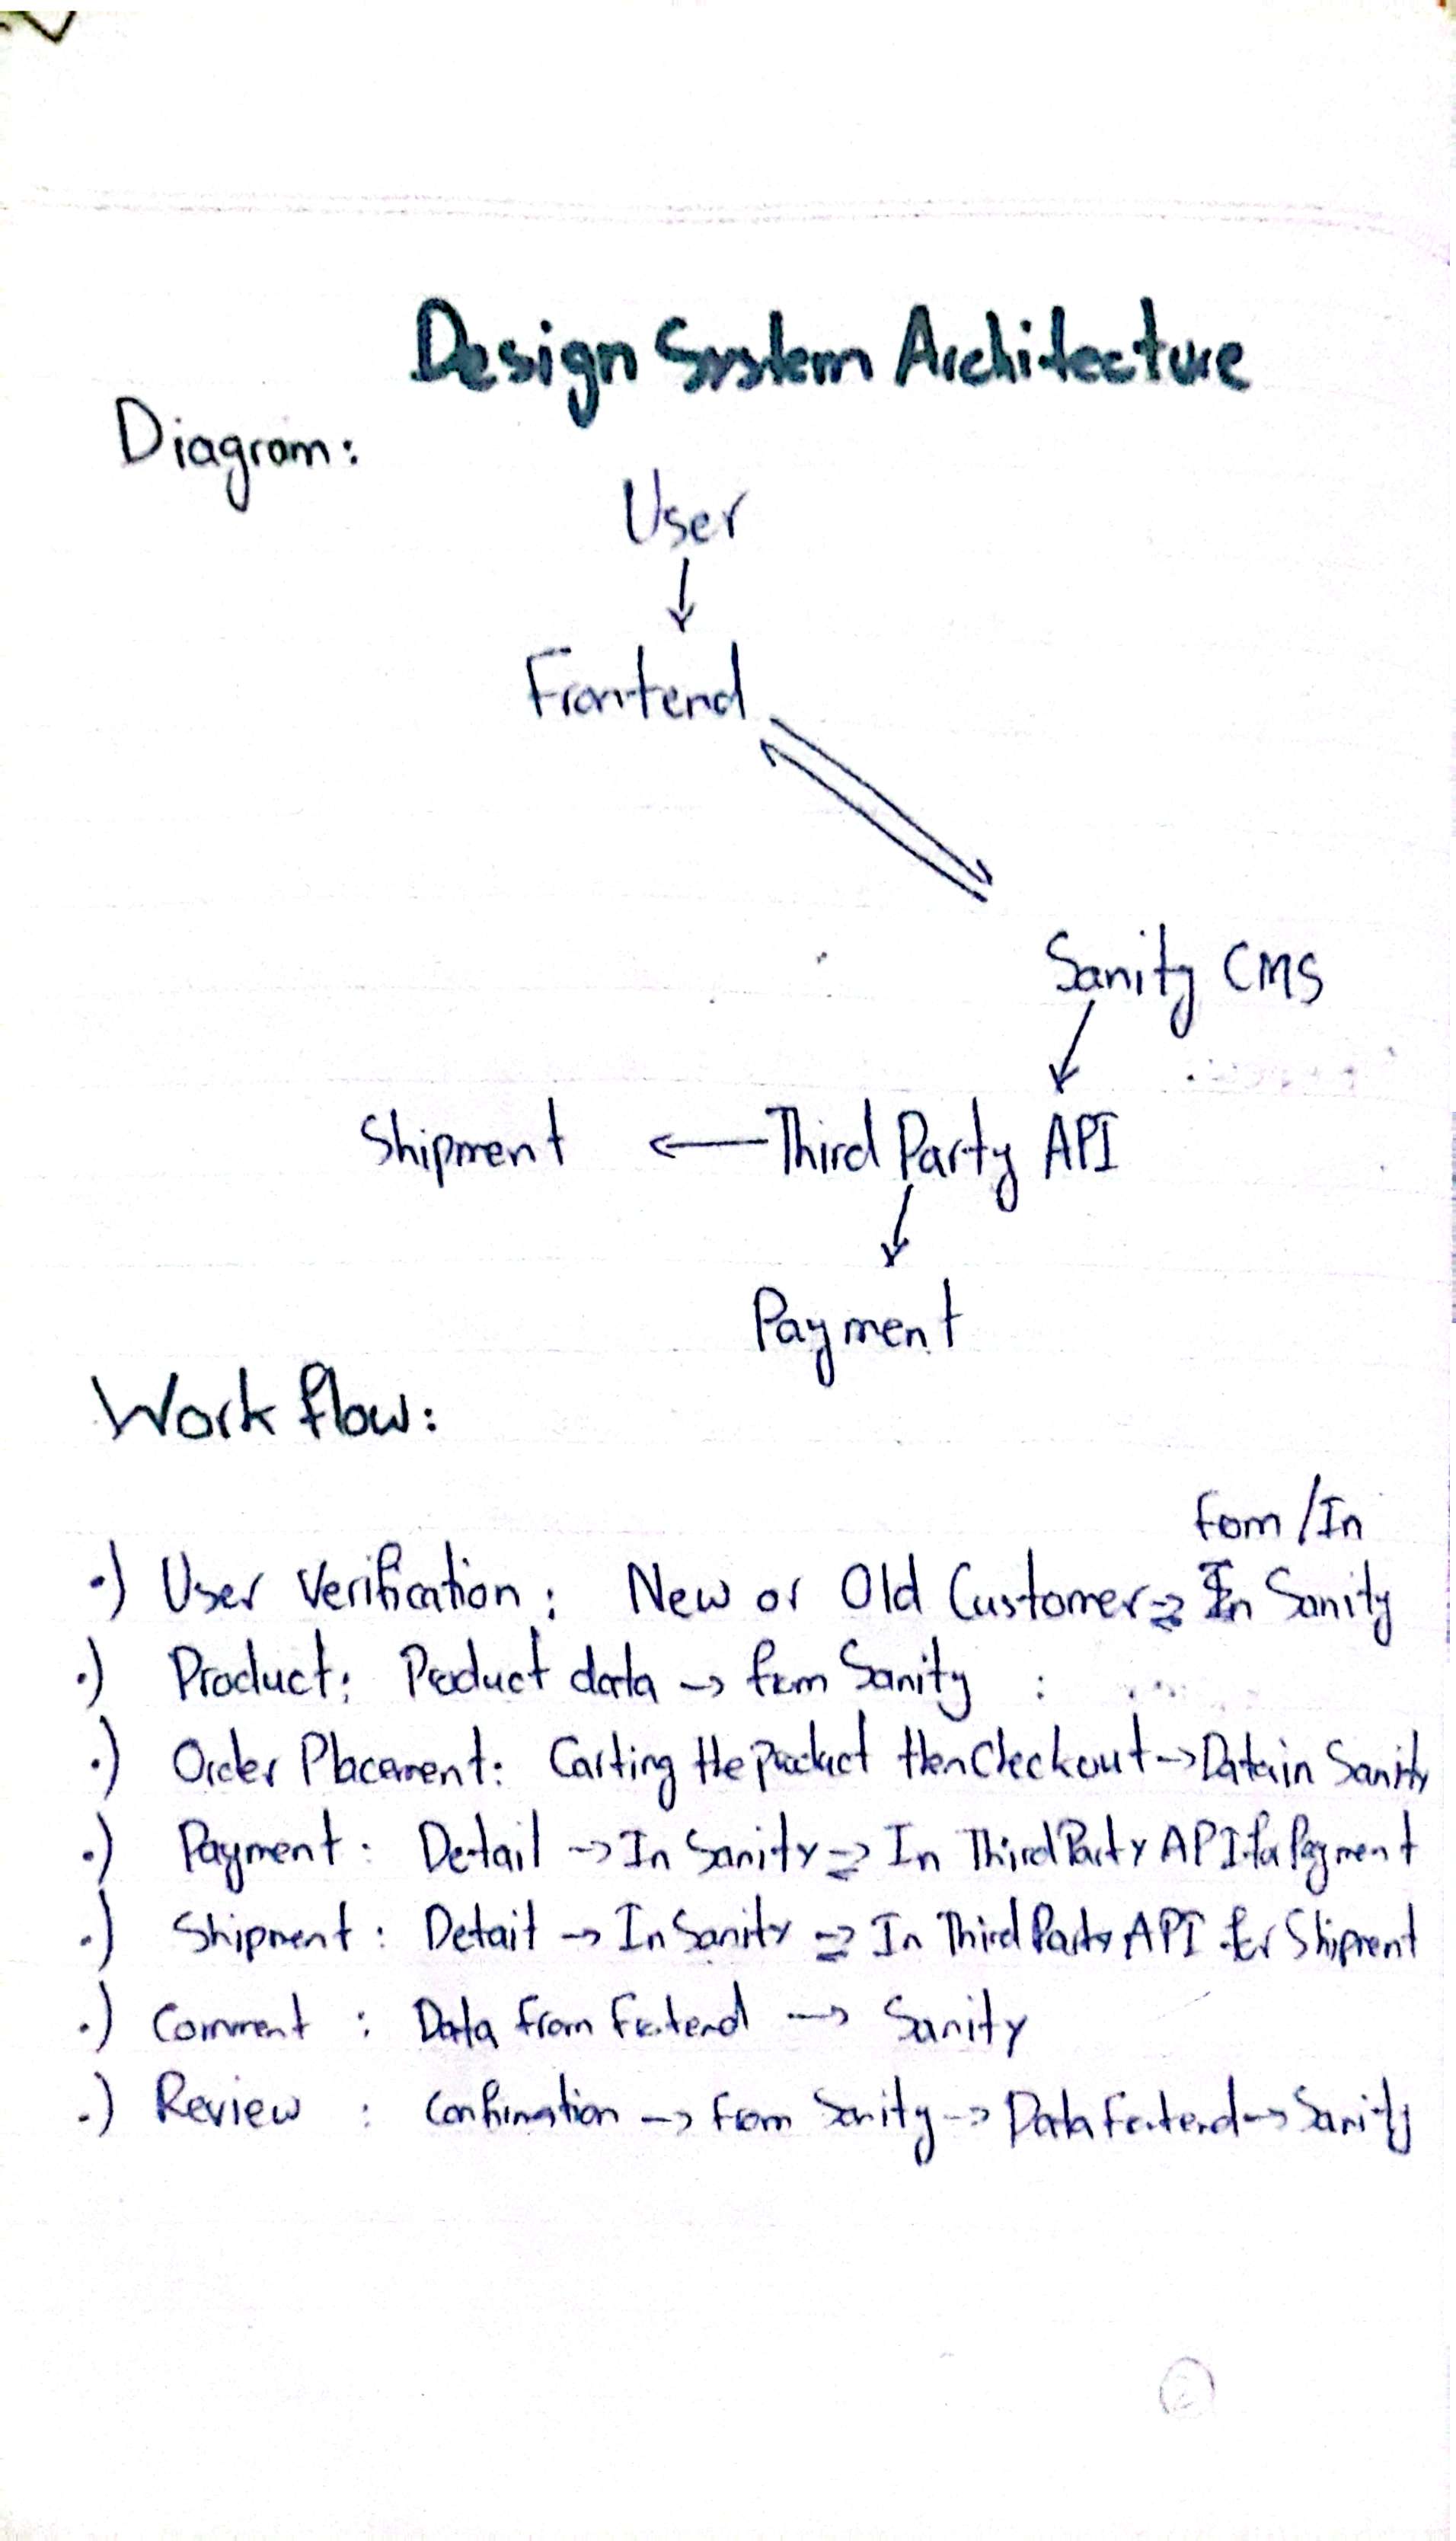 Design System Architecture
Diagram:
User
↓
Frontend
Sanity CMS
↓
Shipment ← Third Party API
↓
Payment
Work flow:
from /In
.) User Verification : New or Old Customer ⇌ In Sanity
.) Product : Product data → from Sanity
.) Order Placement : Carting the product then Checkout → Data in Sanity
.) Payment : Detail → In Sanity ⇌ In Third Party API for Payment
.) Shipment : Detail → In Sanity ⇌ In Third Party API for Shipment
.) Comment : Data from Frontend → Sanity
.) Review : Confirmation → from Sanity → Data Frontend → Sanity
2